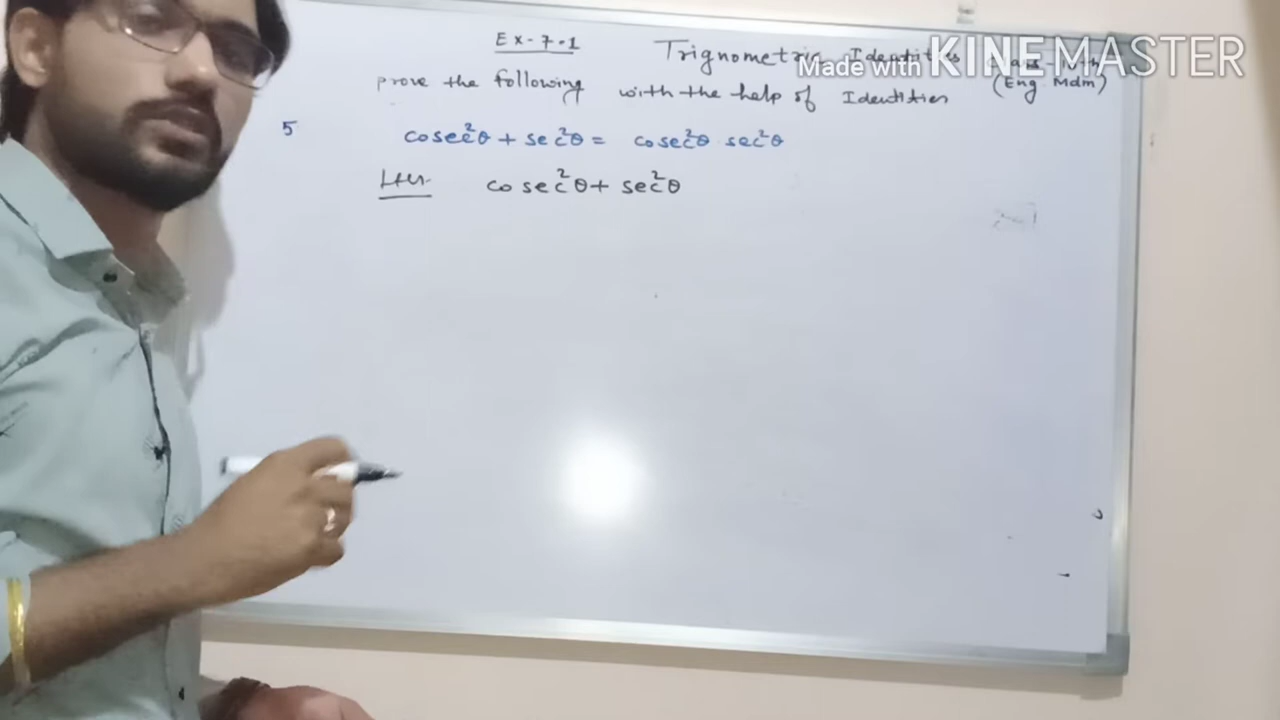 Ex-7.1 Trignometric Identities
Made with KINEMASTER
prove the following with the help of Identities (Eng. Mdm)
5 cosec²θ + sec²θ = cosec²θ sec²θ
LHS cosec²θ + sec²θ